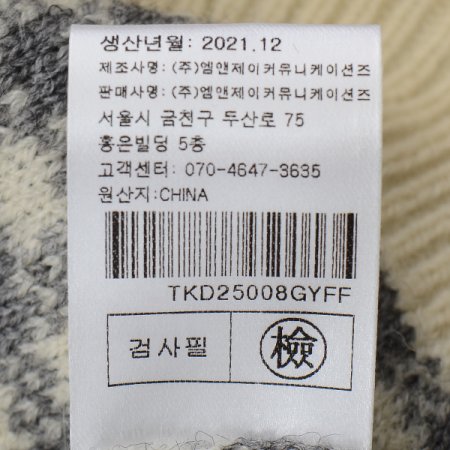 생산년월: 2021.12
제조사명: (주)엠앤제이커뮤니케이션즈
판매사명: (주)엠앤제이커뮤니케이션즈
서울시 금천구 두산로 75
홍은빌딩 5층
고객센터: 070-4647-3635
원산지:CHINA
TKD25008GYFF
검사필 檢